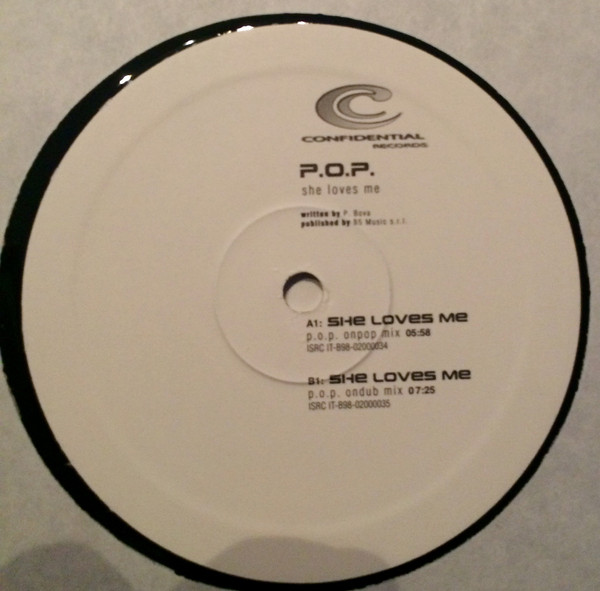 CONFIDENTIAL
RECORDS
P.O.P.
she loves me
written by P. Bova
published by 85 Music s.r.l.
A1: SHE LOVES ME
p.o.p. onpop mix 05:58
ISRC IT-B98-02000034
B1: SHE LOVES ME
p.o.p. ondub mix 07:25
ISRC IT-B98-02000035